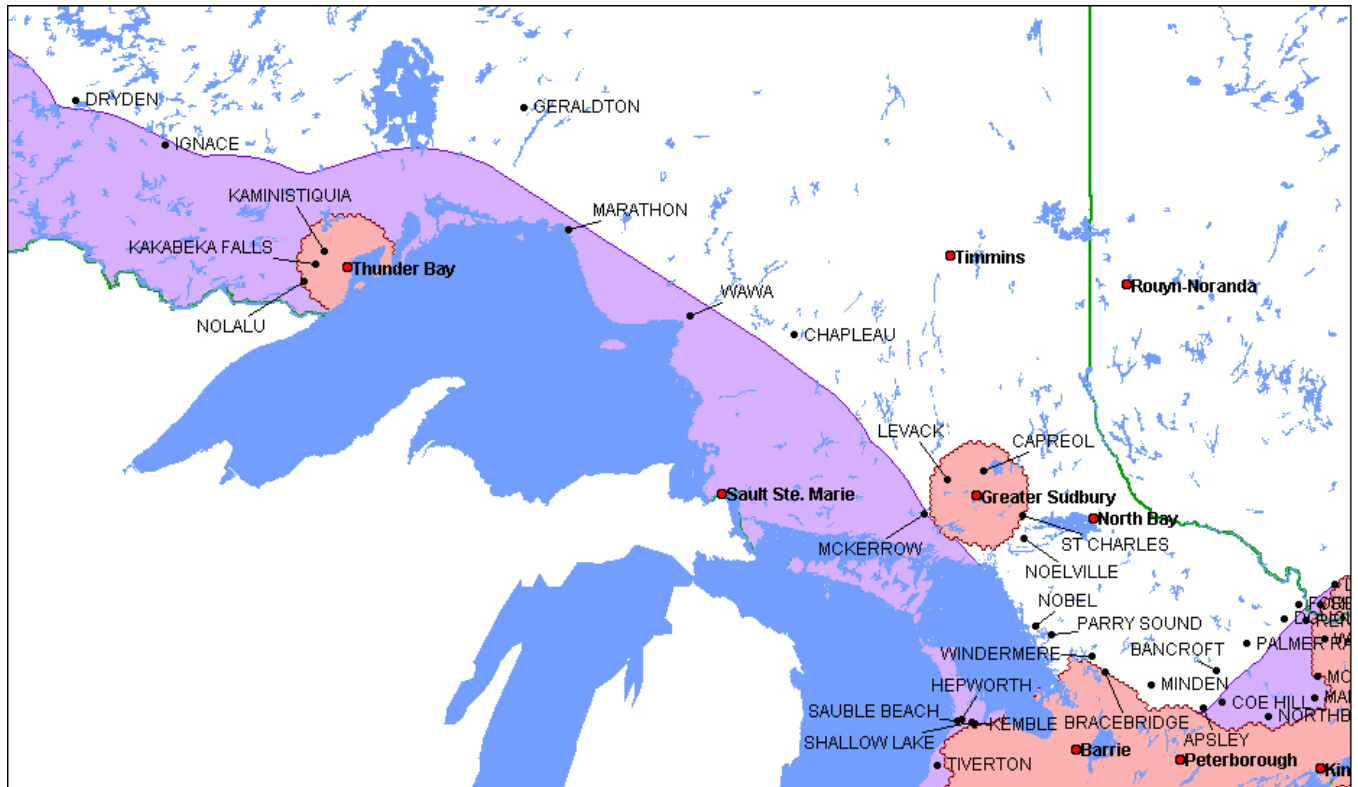 DRYDEN
GERALDTON
IGNACE
KAMINISTIQUIA
MARATHON
KAKABEKA FALLS
Thunder Bay
Timmins
Rouyn-Noranda
WAWA
NOLALU
CHAPLEAU
LEVACK
CAPREOL
Sault Ste. Marie
Greater Sudbury
North Bay
MCKERROW
ST CHARLES
NOELVILLE
NOBEL
PARRY SOUND
PALMER RA
WINDERMERE
BANCROFT
HEPWORTH
MINDEN
COE HILL
SAUBLE BEACH
KEMBLE
BRACEBRIDGE
NORTHB
SHALLOW LAKE
APSLEY
Barrie
Peterborough
TIVERTON
Kin